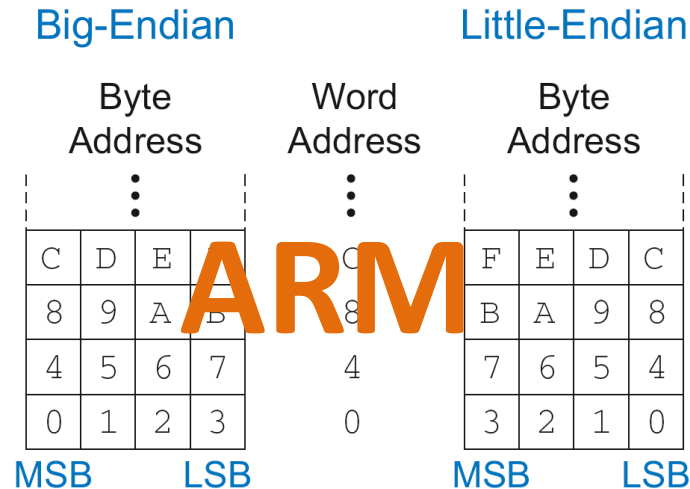 Big-Endian Little-Endian
Byte Address Word Address Byte Address
C D E C F E D C
8 9 A B 8 B A 9 8
ARM
4 5 6 7 4 7 6 5 4
0 1 2 3 0 3 2 1 0
MSB LSB MSB LSB